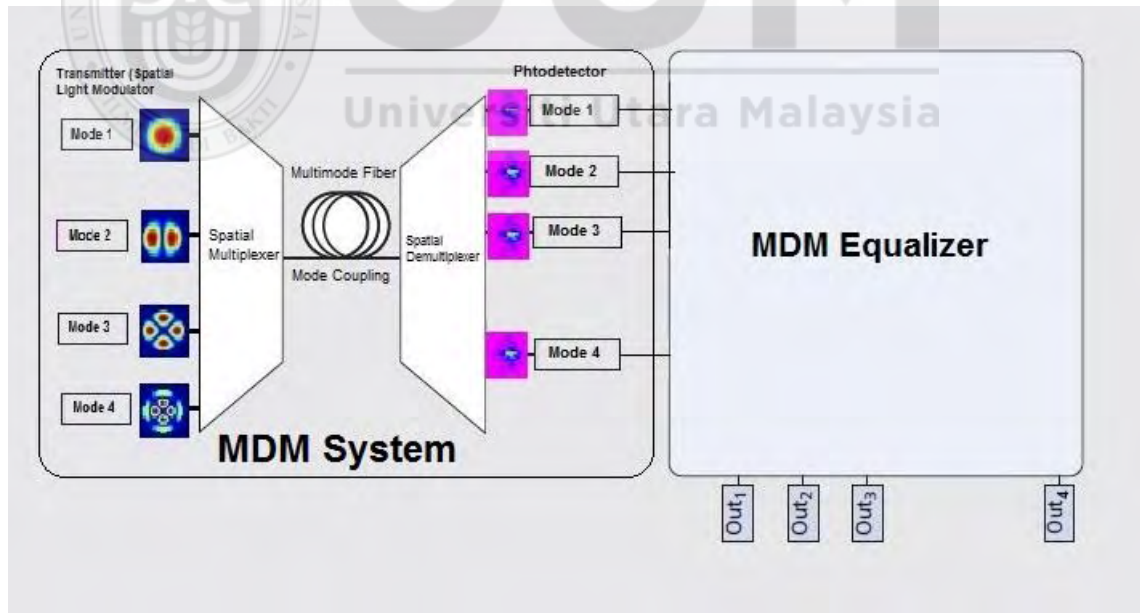 Universiti Utara Malaysia
Transmitter (Spatial
Light Modulator
Phtodetector
Mode 1
Mode 2
Mode 3
Mode 4
Spatial
Multiplexer
Multimode Fiber
Mode Coupling
Spatial
Demultiplexer
Mode 1
Mode 2
Mode 3
Mode 4
MDM System
MDM Equalizer
Out1
Out2
Out3
Out4